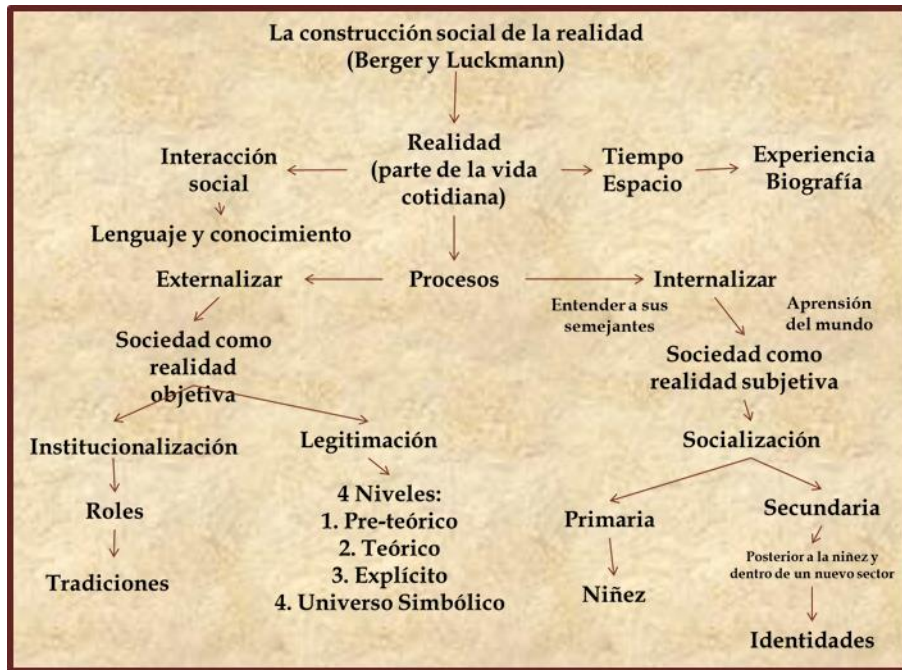 La construcción social de la realidad
(Berger y Luckmann)
Realidad
(parte de la vida
cotidiana)
Interacción
social
Tiempo
Espacio
Experiencia
Biografía
Lenguaje y conocimiento
Externalizar
Procesos
Internalizar
Entender a sus
semejantes
Aprensión
del mundo
Sociedad como
realidad
objetiva
Sociedad como
realidad subjetiva
Institucionalización
Legitimación
Socialización
Roles
4 Niveles:
1. Pre-teórico
2. Teórico
3. Explícito
4. Universo Simbólico
Primaria
Secundaria
Tradiciones
Niñez
Posterior a la niñez y
dentro de un nuevo sector
Identidades